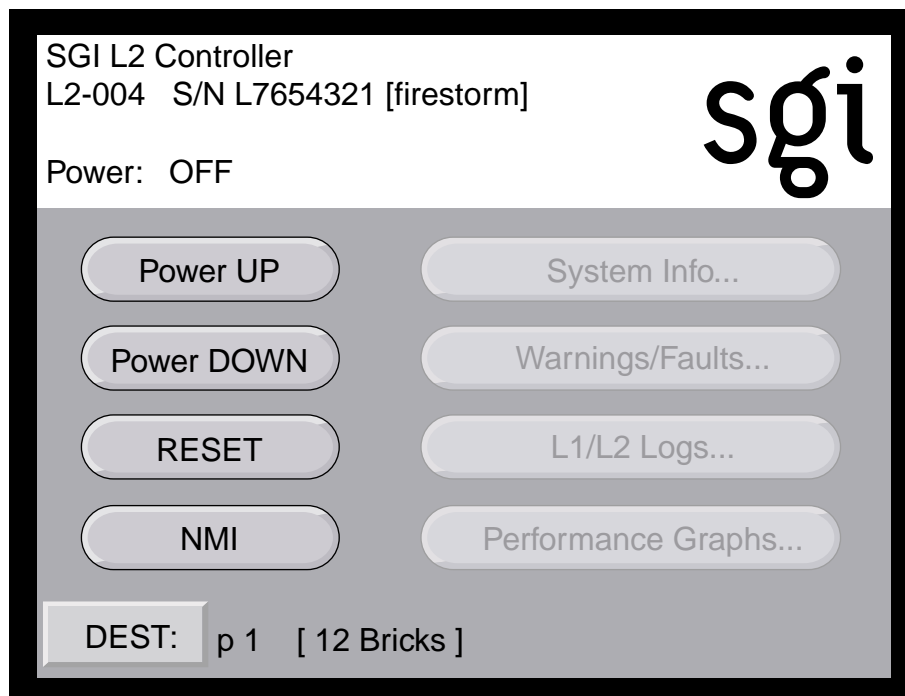 SGI L2 Controller
L2-004 S/N L7654321 [firestorm]
sgi
Power: OFF
Power UP
System Info...
Power DOWN
Warnings/Faults...
RESET
L1/L2 Logs...
NMI
Performance Graphs...
DEST: p 1 [ 12 Bricks ]